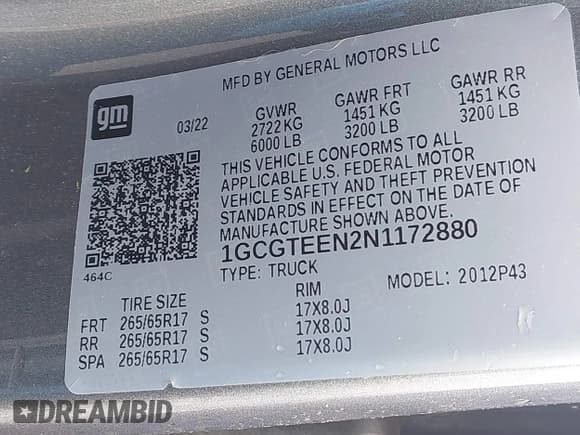 MFD BY GENERAL MOTORS LLC
gm
03/22 GVWR GAWR FRT GAWR RR
2722 KG 1451 KG 1451 KG
6000 LB 3200 LB 3200 LB
THIS VEHICLE CONFORMS TO ALL
APPLICABLE U.S. FEDERAL MOTOR
VEHICLE SAFETY AND THEFT PREVENTION
STANDARDS IN EFFECT ON THE DATE OF
MANUFACTURE SHOWN ABOVE.
1GCGTEEN2N1172880
464C TYPE: TRUCK MODEL: 2012P43
TIRE SIZE RIM
FRT 265/65R17 S 17X8.0J
RR 265/65R17 S 17X8.0J
SPA 265/65R17 S 17X8.0J
DREAMBID